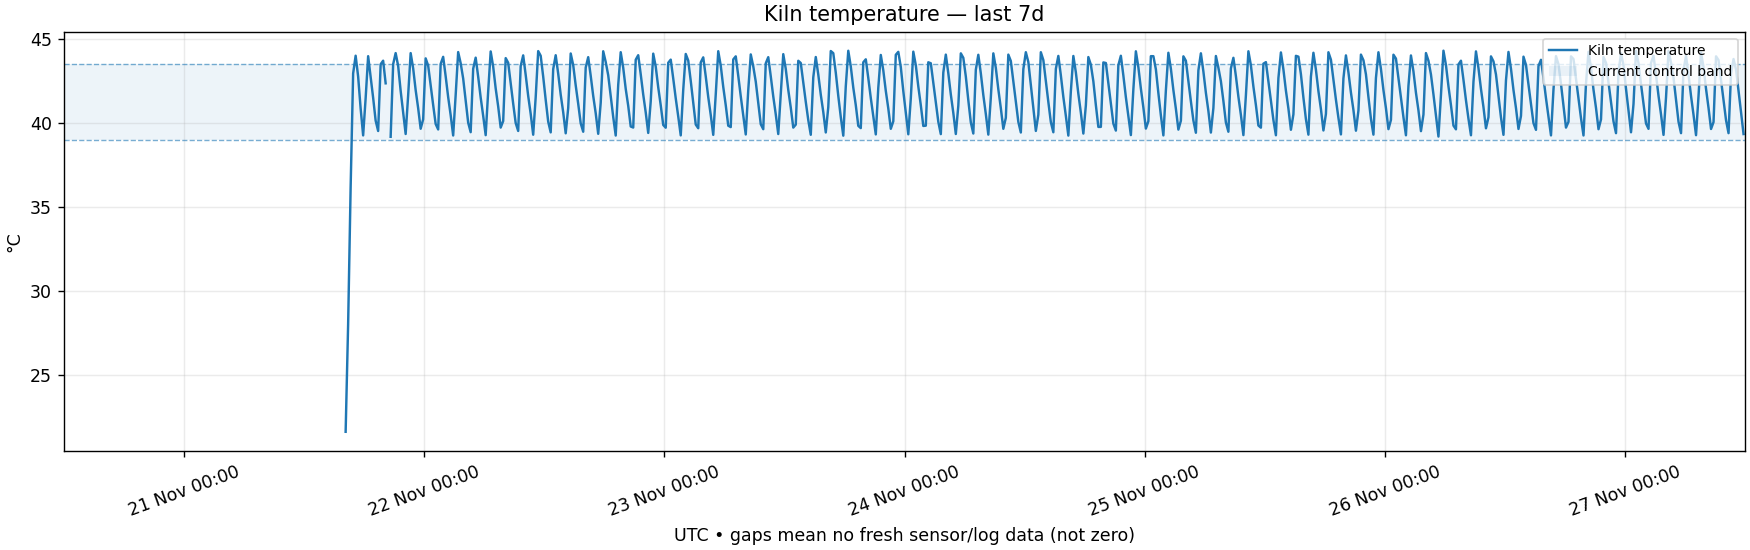 Kiln temperature — last 7d
Kiln temperature
Current control band
45
40
35
30
25
°C
21 Nov 00:00
22 Nov 00:00
23 Nov 00:00
24 Nov 00:00
25 Nov 00:00
26 Nov 00:00
27 Nov 00:00
UTC • gaps mean no fresh sensor/log data (not zero)